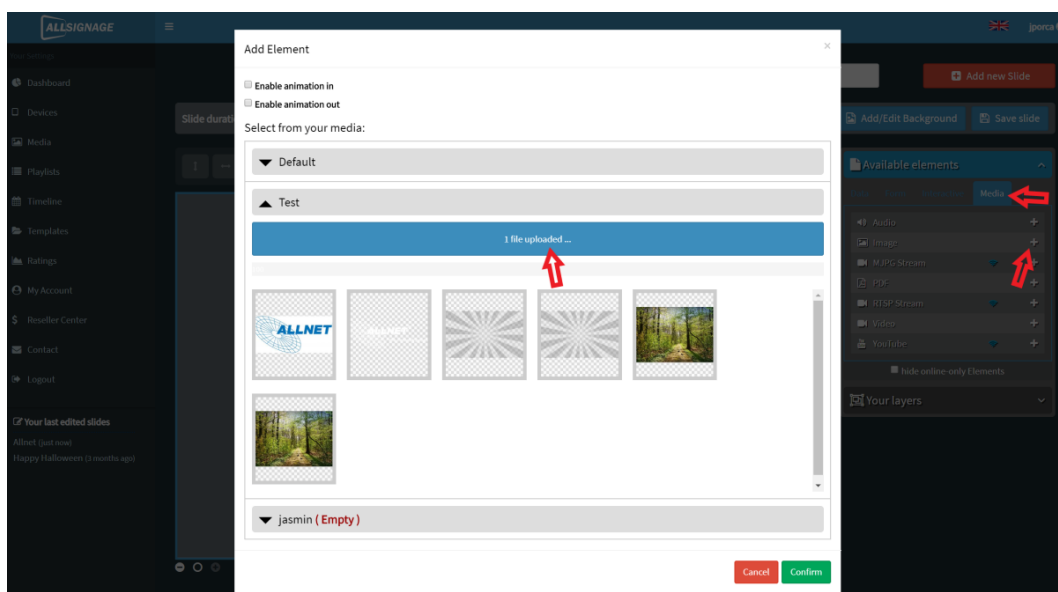 ALLSIGNAGE
jporca
Dashboard
Devices
Media
Playlists
Timeline
Templates
Ratings
My Account
$ Reseller Center
Contact
Logout
Your last edited slides
Allnet (just now)
Happy Halloween (3 months ago)
Add new Slide
Slide durati
Add/Edit Background
Save slide
Add Element
×
Enable animation in
Enable animation out
Select from your media:
Default
Test
1 file uploaded ...
ALLNET
ALLNET
jasmin ( Empty )
Cancel
Confirm
Available elements
Media
Audio
Image
MJPG Stream
PDF
RTSP Stream
Video
YouTube
hide online-only Elements
Your layers